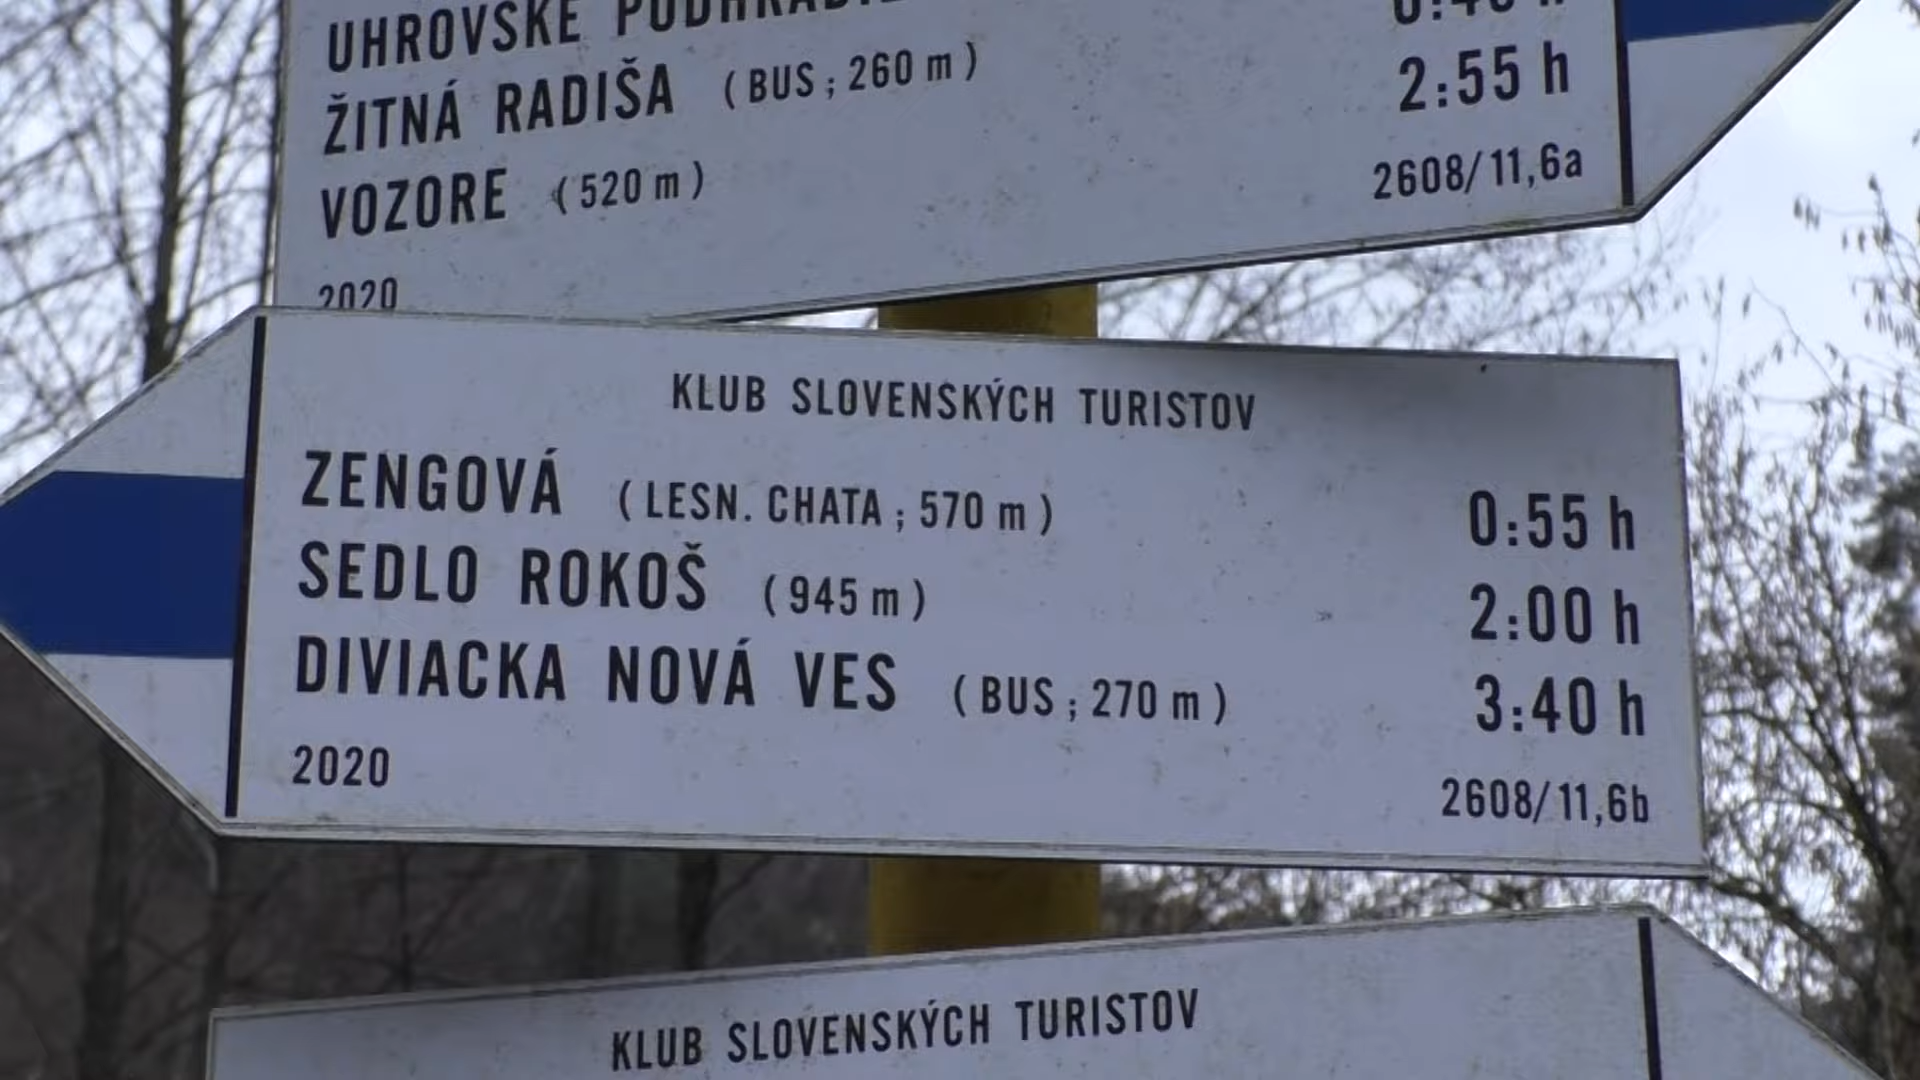 UHROVSKÉ PODHRADIE
ŽITNÁ RADIŠA (BUS ; 260 m) 2:55 h
VOZORE (520 m)
2608/11,6a
2020
KLUB SLOVENSKÝCH TURISTOV
ZENGOVÁ (LESN. CHATA ; 570 m) 0:55 h
SEDLO ROKOŠ (945 m) 2:00 h
DIVIACKA NOVÁ VES (BUS ; 270 m) 3:40 h
2020
2608/11,6b
KLUB SLOVENSKÝCH TURISTOV